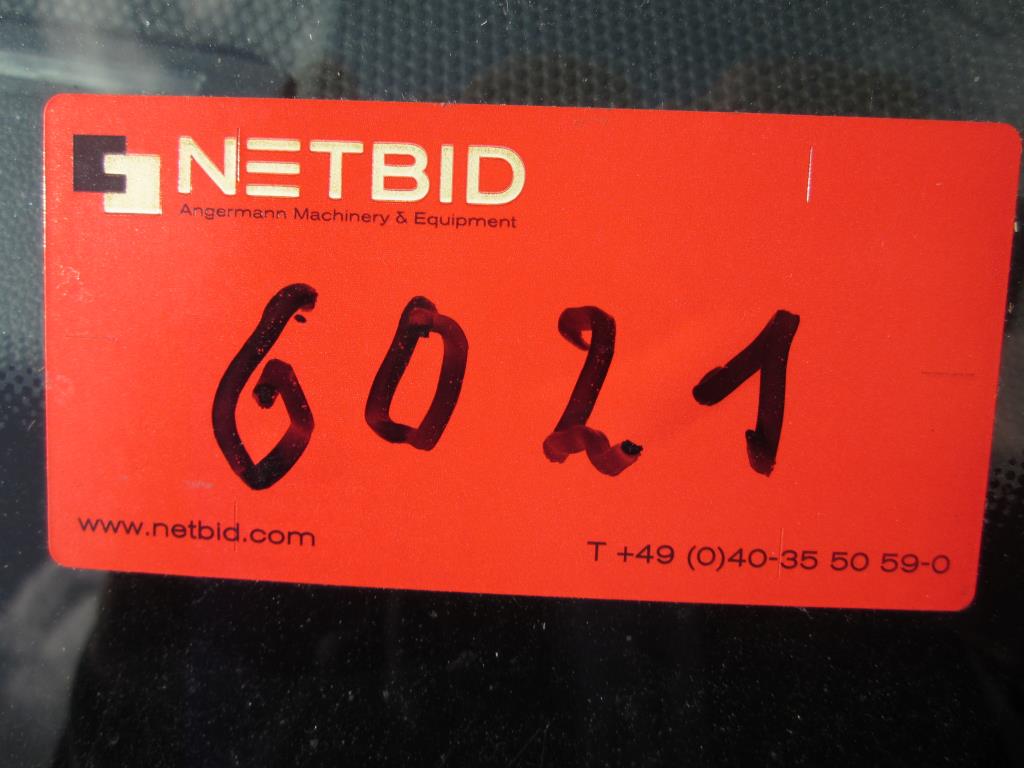 NETBID
Angermann Machinery & Equipment
6021
www.netbid.com
T +49 (0)40-35 50 59-0